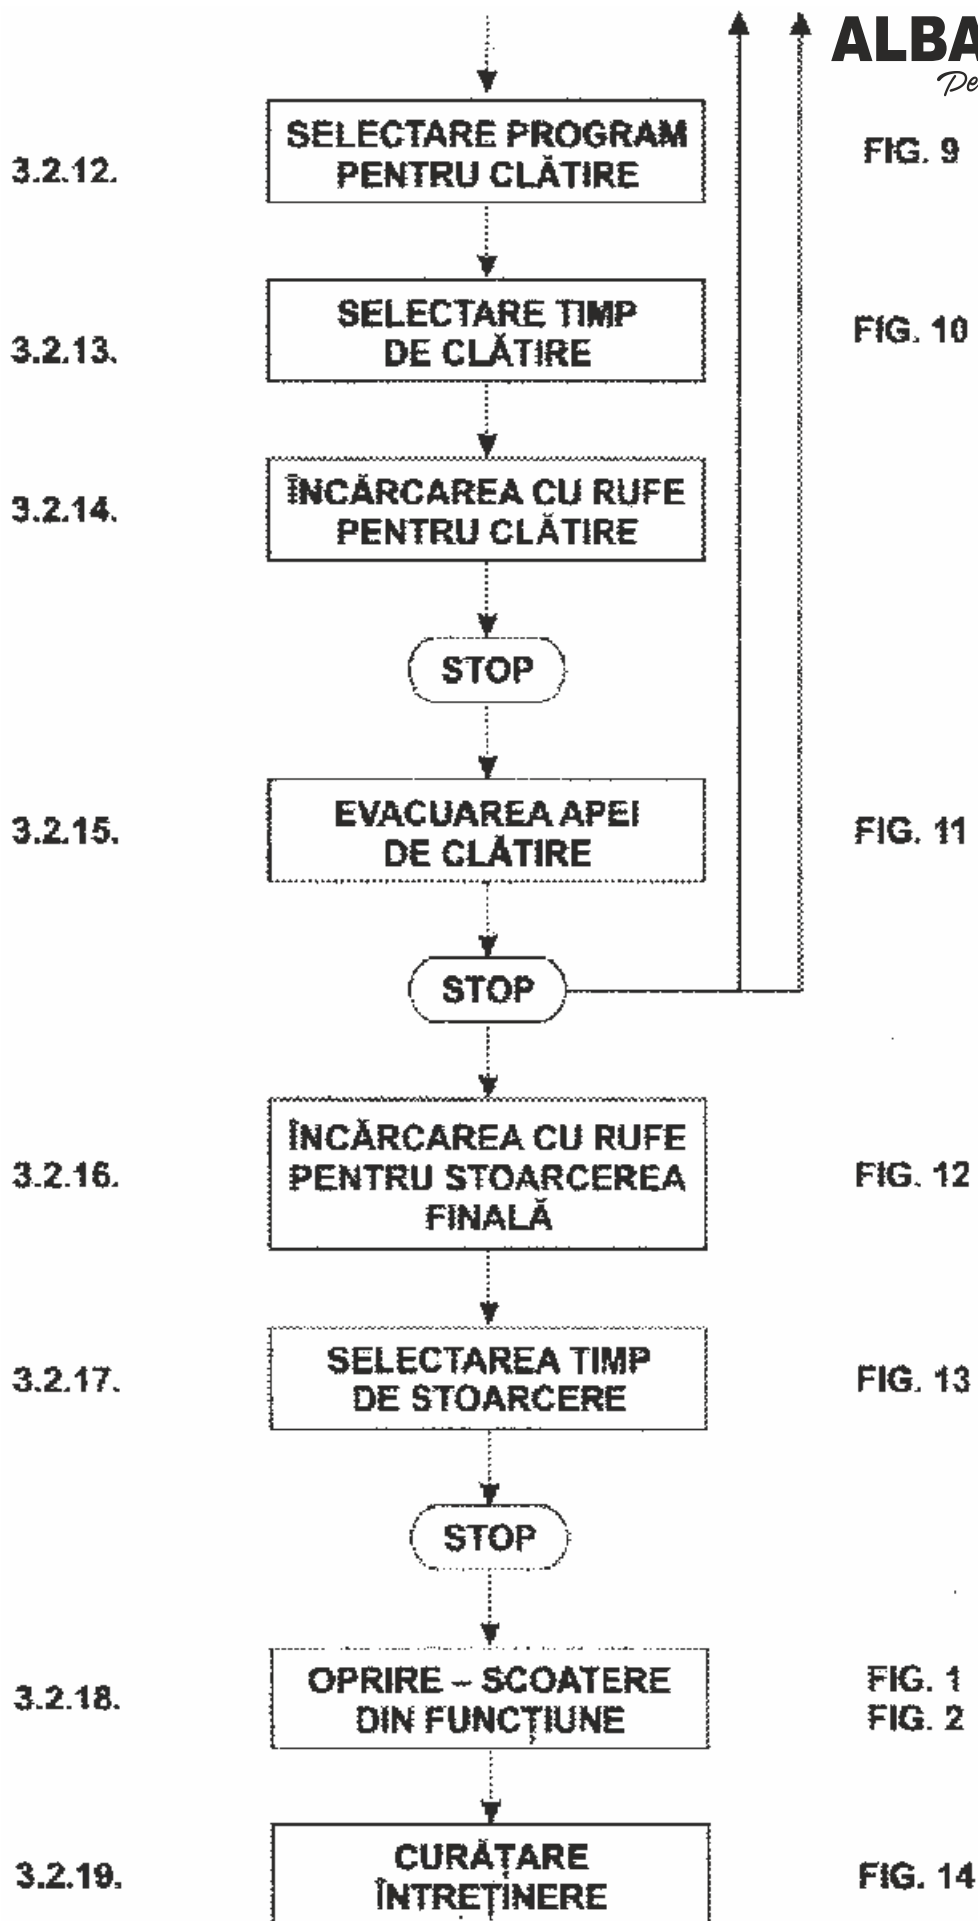 ALBA
Pe
SELECTARE PROGRAM
PENTRU CLĂTIRE
3.2.12.
FIG. 9
SELECTARE TIMP
DE CLĂTIRE
3.2.13.
FIG. 10
ÎNCĂRCAREA CU RUFE
PENTRU CLĂTIRE
3.2.14.
STOP
EVACUAREA APEI
DE CLĂTIRE
3.2.15.
FIG. 11
STOP
ÎNCĂRCAREA CU RUFE
PENTRU STOARCEREA
FINALĂ
3.2.16.
FIG. 12
SELECTAREA TIMP
DE STOARCERE
3.2.17.
FIG. 13
STOP
OPRIRE – SCOATERE
DIN FUNCȚIUNE
3.2.18.
FIG. 1
FIG. 2
CURĂȚARE
ÎNTREȚINERE
3.2.19.
FIG. 14